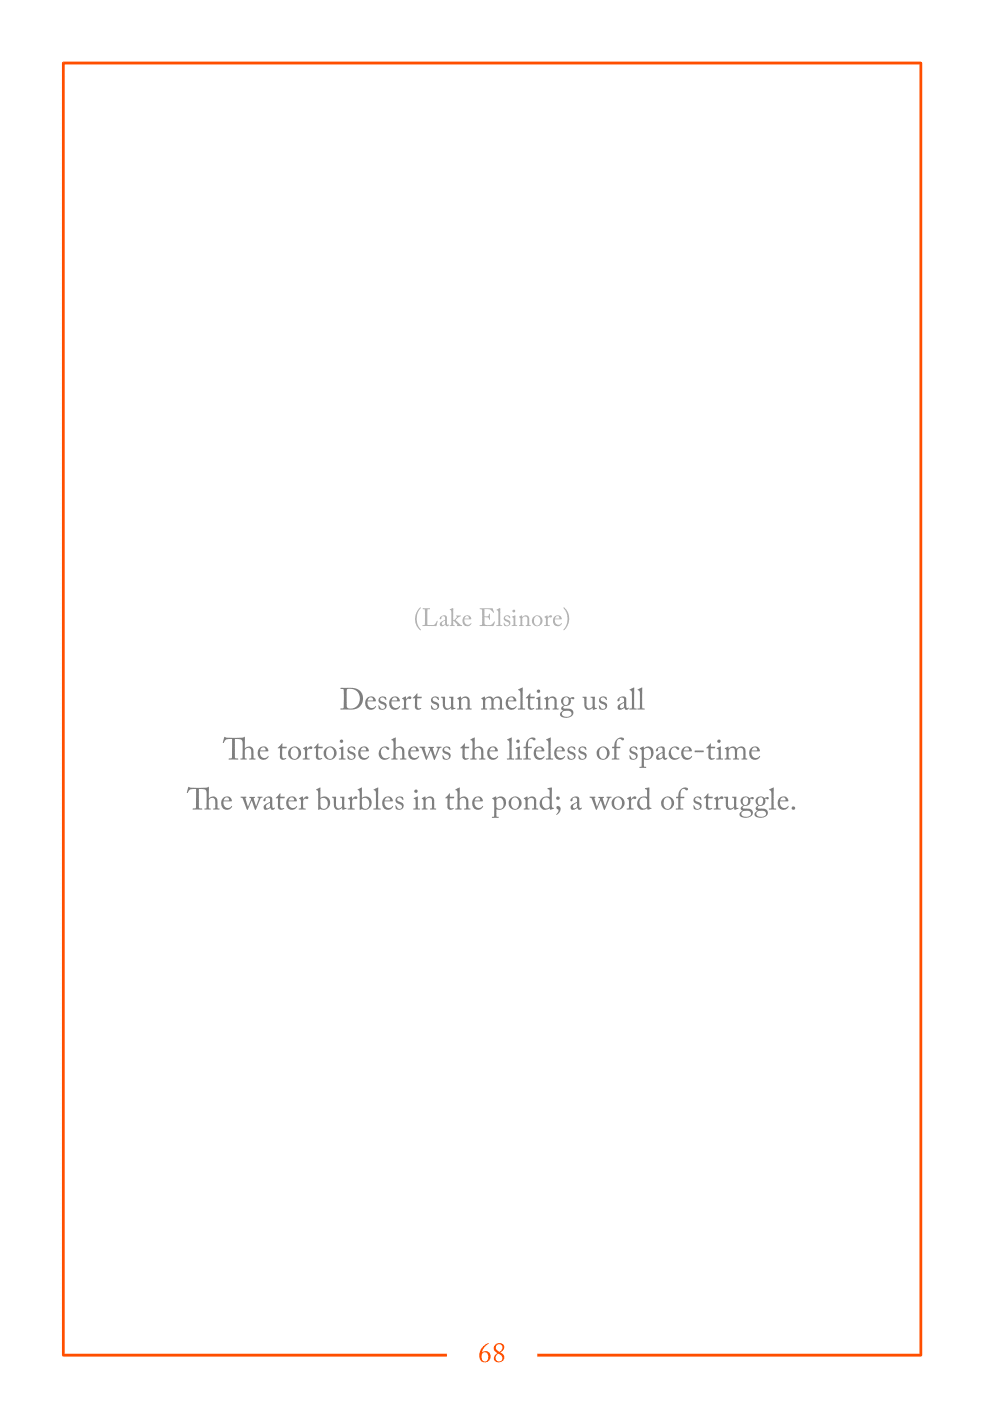 (Lake Elsinore)
Desert sun melting us all
The tortoise chews the lifeless of space-time
The water burbles in the pond; a word of struggle.
68